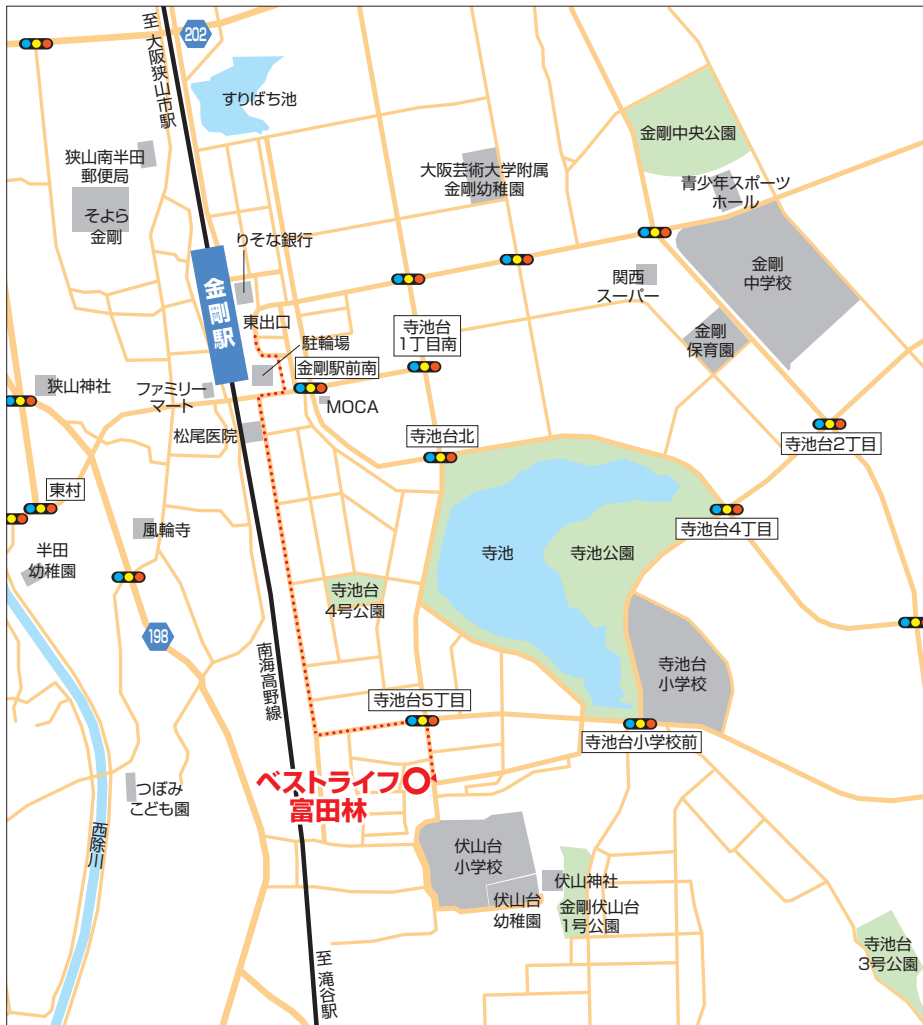 至 大阪狭山市駅
202
すりばち池
狭山南半田
郵便局
そよら
金剛
大阪芸術大学附属
金剛幼稚園
金剛中央公園
青少年スポーツ
ホール
金剛
中学校
りそな銀行
金剛駅
東出口
駐輪場
金剛駅前南
寺池台
1丁目南
関西
スーパー
金剛
保育園
狭山神社
ファミリー
マート
MOCA
松尾医院
寺池台北
寺池台2丁目
東村
風輪寺
半田
幼稚園
寺池
寺池公園
寺池台4丁目
寺池台
4号公園
198
南海高野線
寺池台
小学校
寺池台5丁目
寺池台小学校前
ベストライフ
富田林
つぼみ
こども園
西除川
伏山台
小学校
伏山台
幼稚園
伏山神社
金剛伏山台
1号公園
寺池台
3号公園
至 滝谷駅